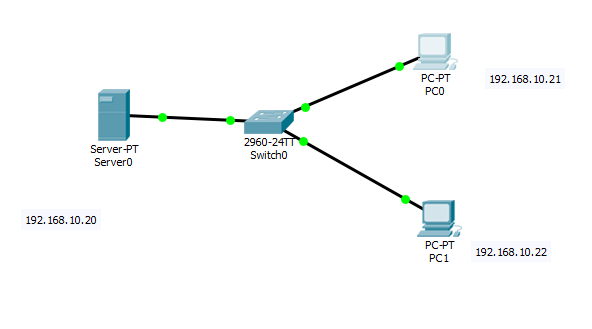 PC-PT
PC0
192.168.10.21
Server-PT
Server0
2960-24TT
Switch0
192.168.10.20
PC-PT
PC1
192.168.10.22